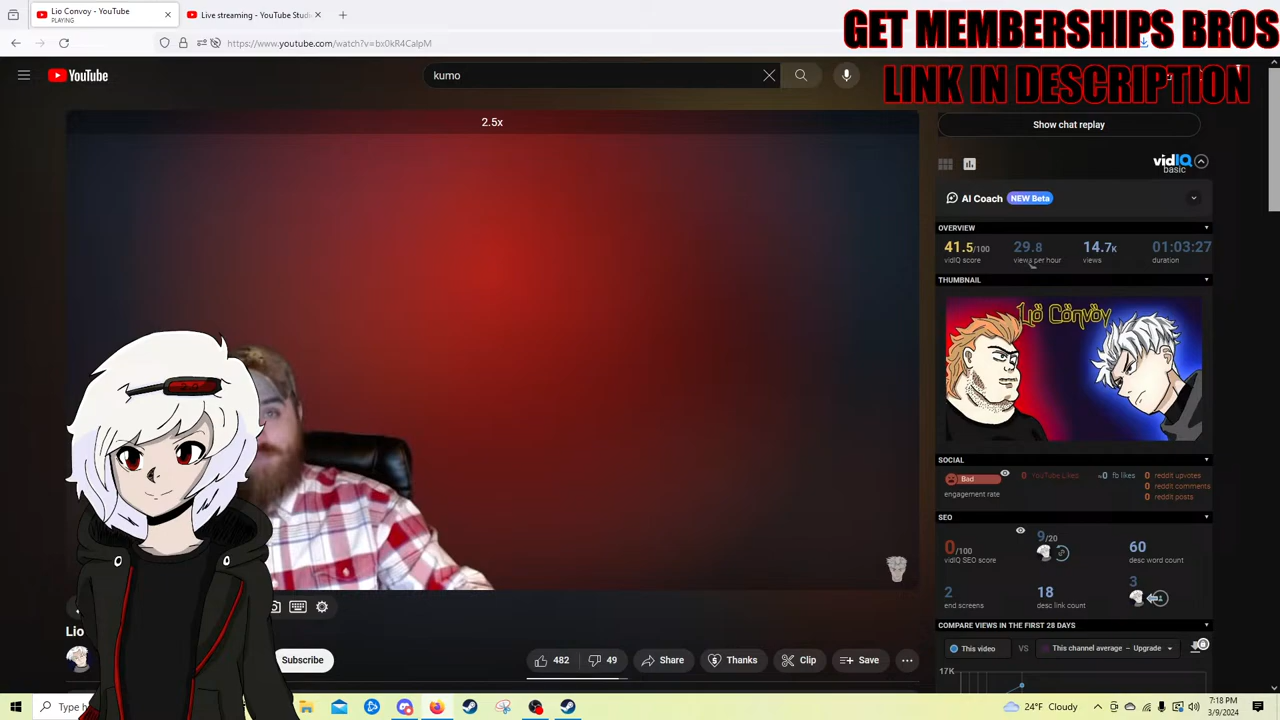 Lio Convoy - YouTube
PLAYING
Live streaming - YouTube Studi
GET MEMBERSHIPS BROS
https://www.youtube.com/watch?v=bx0kR4CalpM
LINK IN DESCRIPTION
YouTube
kumo
Show chat replay
2.5x
vidIQ
basic
AI Coach NEW Beta
OVERVIEW
41.5/100 29.8 14.7K 01:03:27
vidIQ score views per hour views duration
THUMBNAIL
Lio Convoy
SOCIAL
Bad 0 YouTube Likes 0 fb likes 0 reddit upvotes
engagement rate 0 reddit comments
0 reddit posts
SEO
0/100 9/20 60
vidIQ SEO score desc word count
2 18 3
end screens desc link count
COMPARE VIEWS IN THE FIRST 28 DAYS
Lio
This video VS This channel average - Upgrade
Subscribe 482 49 Share Thanks Clip Save
17K
Type h
24°F Cloudy
7:18 PM
3/9/2024